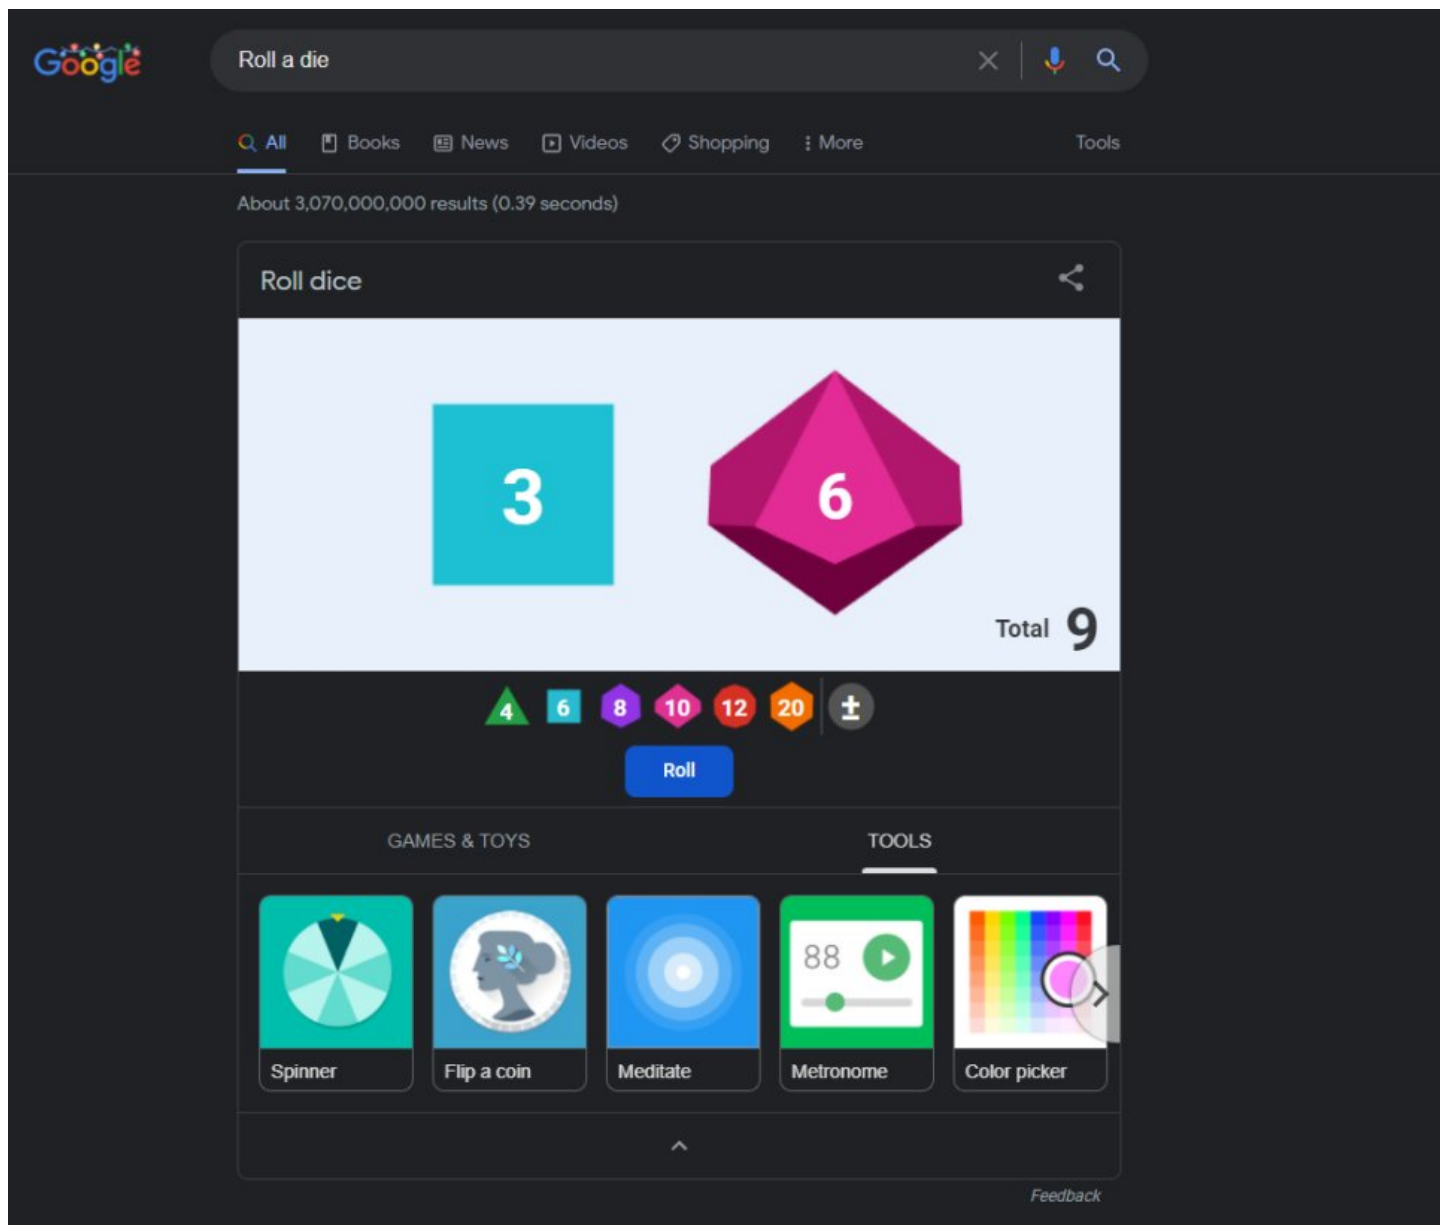 Google
Roll a die
All Books News Videos Shopping More Tools
About 3,070,000,000 results (0.39 seconds)
Roll dice
3 6
Total 9
4 6 8 10 12 20 ±
Roll
GAMES & TOYS TOOLS
88
Spinner Flip a coin Meditate Metronome Color picker
Feedback